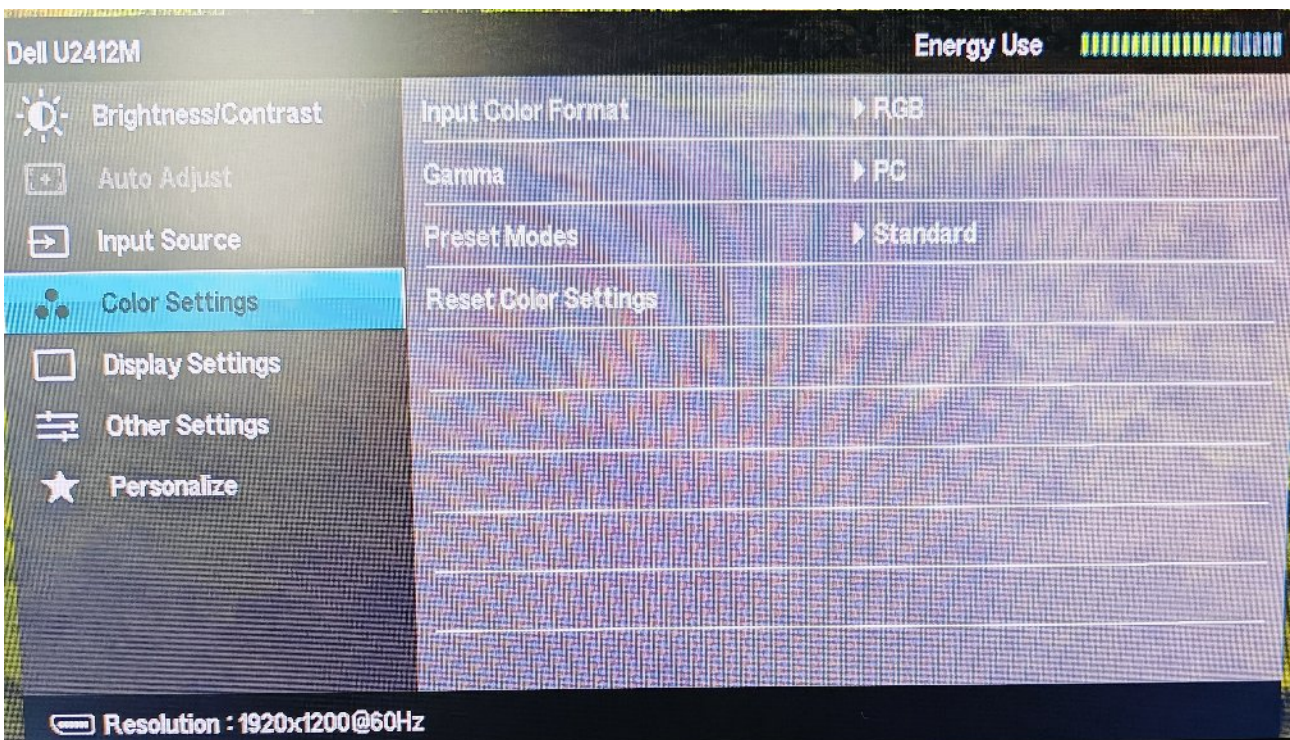 Dell U2412M
Energy Use
Brightness/Contrast
Auto Adjust
Input Source
Color Settings
Display Settings
Other Settings
Personalize
Input Color Format RGB
Gamma PC
Preset Modes Standard
Reset Color Settings
Resolution : 1920x1200@60Hz